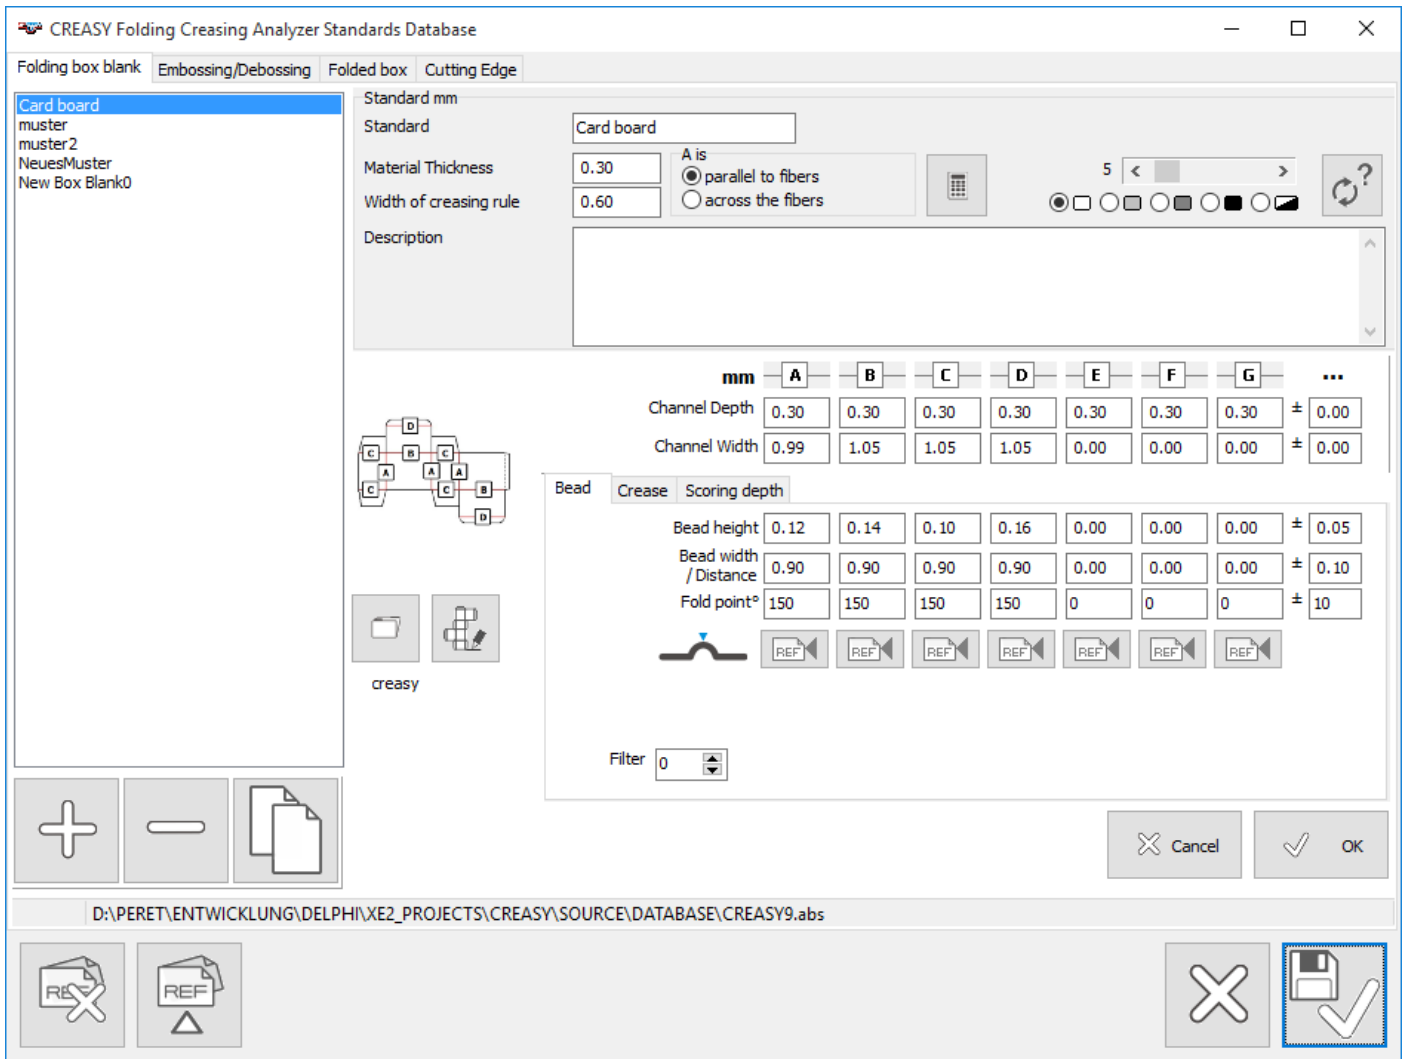 CREASY Folding Creasing Analyzer Standards Database
Folding box blank Embossing/Debossing Folded box Cutting Edge
Card board
muster
muster2
NeuesMuster
New Box Blank0
Standard mm
Standard Card board
Material Thickness 0.30
Width of creasing rule 0.60
A is
parallel to fibers
across the fibers
5
?
Description
mm A B C D E F G ...
Channel Depth 0.30 0.30 0.30 0.30 0.30 0.30 0.30 ± 0.00
Channel Width 0.99 1.05 1.05 1.05 0.00 0.00 0.00 ± 0.00
D
C B C
A A A
C C B
D
creasy
Bead Crease Scoring depth
Bead height 0.12 0.14 0.10 0.16 0.00 0.00 0.00 ± 0.05
Bead width
/ Distance 0.90 0.90 0.90 0.90 0.00 0.00 0.00 ± 0.10
Fold point° 150 150 150 150 0 0 0 ± 10
REF REF REF REF REF REF REF
Filter 0
Cancel OK
D:\PERET\ENTWICKLUNG\DELPHI\XE2_PROJECTS\CREASY\SOURCE\DATABASE\CREASY9.abs
REF REF